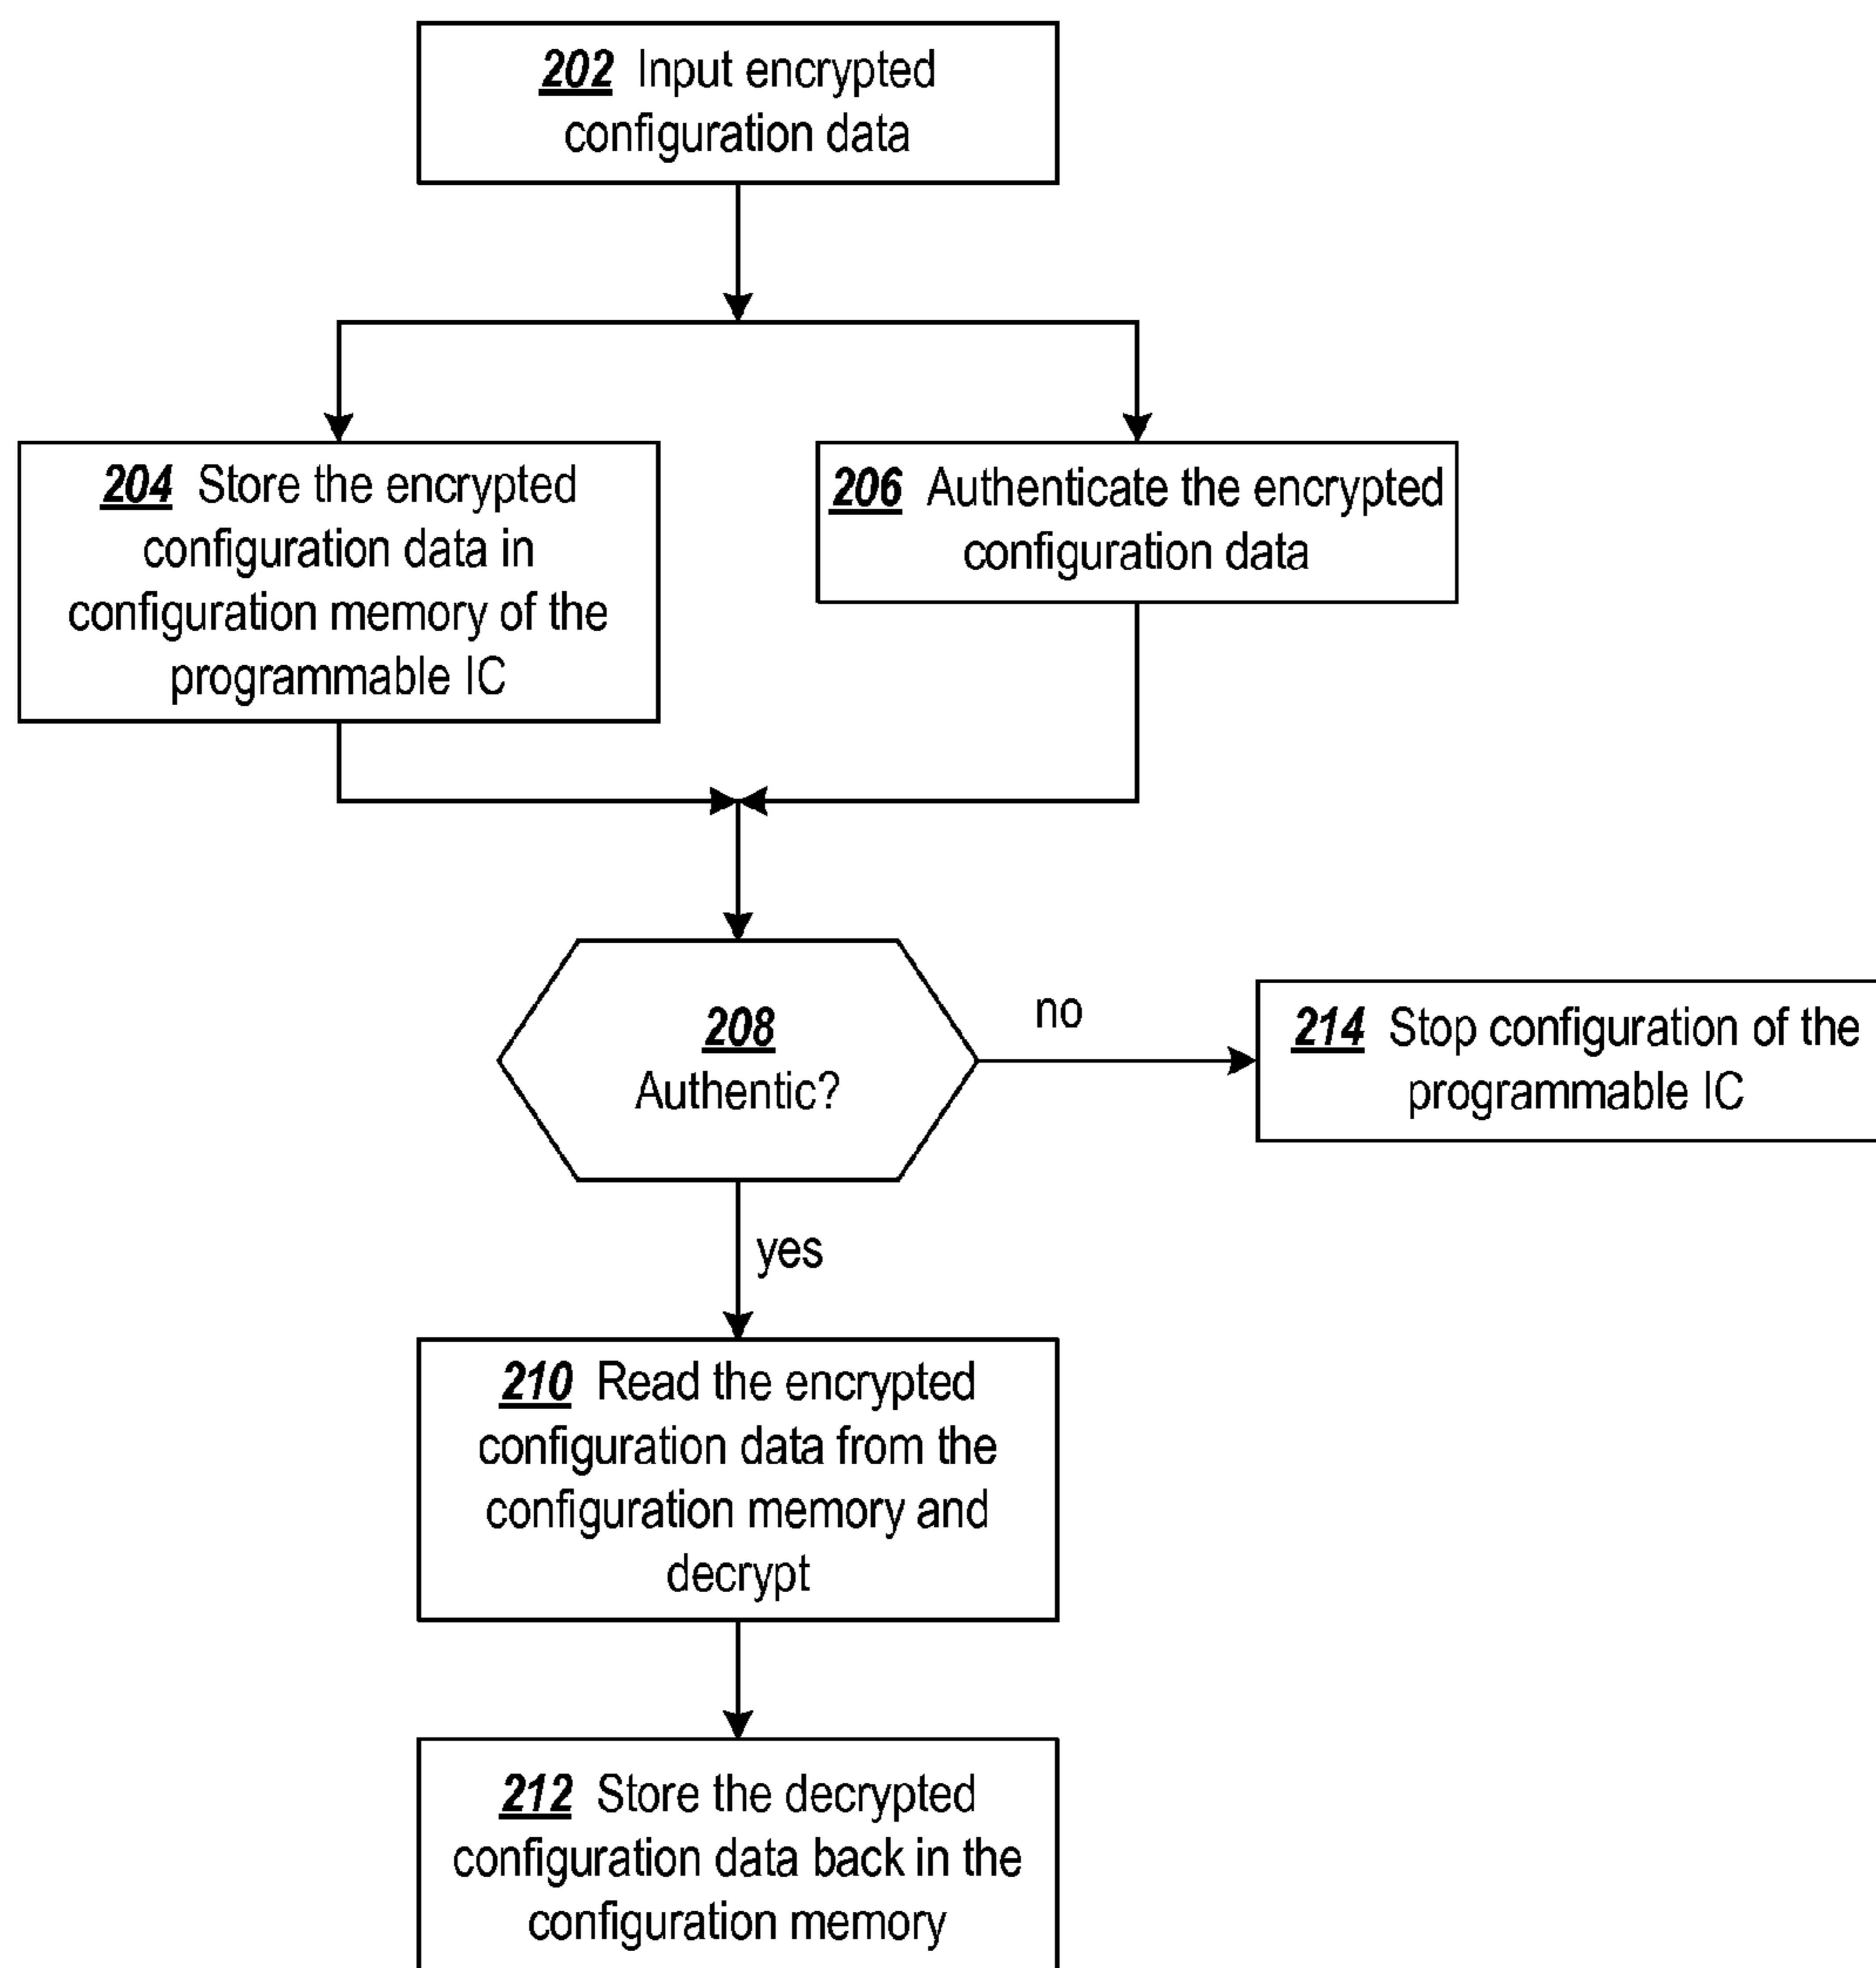 202 Input encrypted
configuration data
204 Store the encrypted
configuration data in
configuration memory of the
programmable IC
206 Authenticate the encrypted
configuration data
208
Authentic?
no
214 Stop configuration of the
programmable IC
yes
210 Read the encrypted
configuration data from the
configuration memory and
decrypt
212 Store the decrypted
configuration data back in the
configuration memory